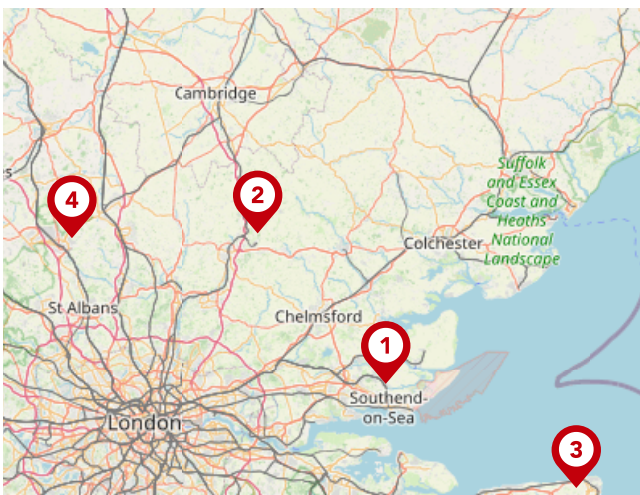 Cambridge
s
Suffolk
and Essex
Coast and
Heaths
National
Landscape
2
4
Colchester
St Albans
Chelmsford
1
Southend-
on-Sea
London
3